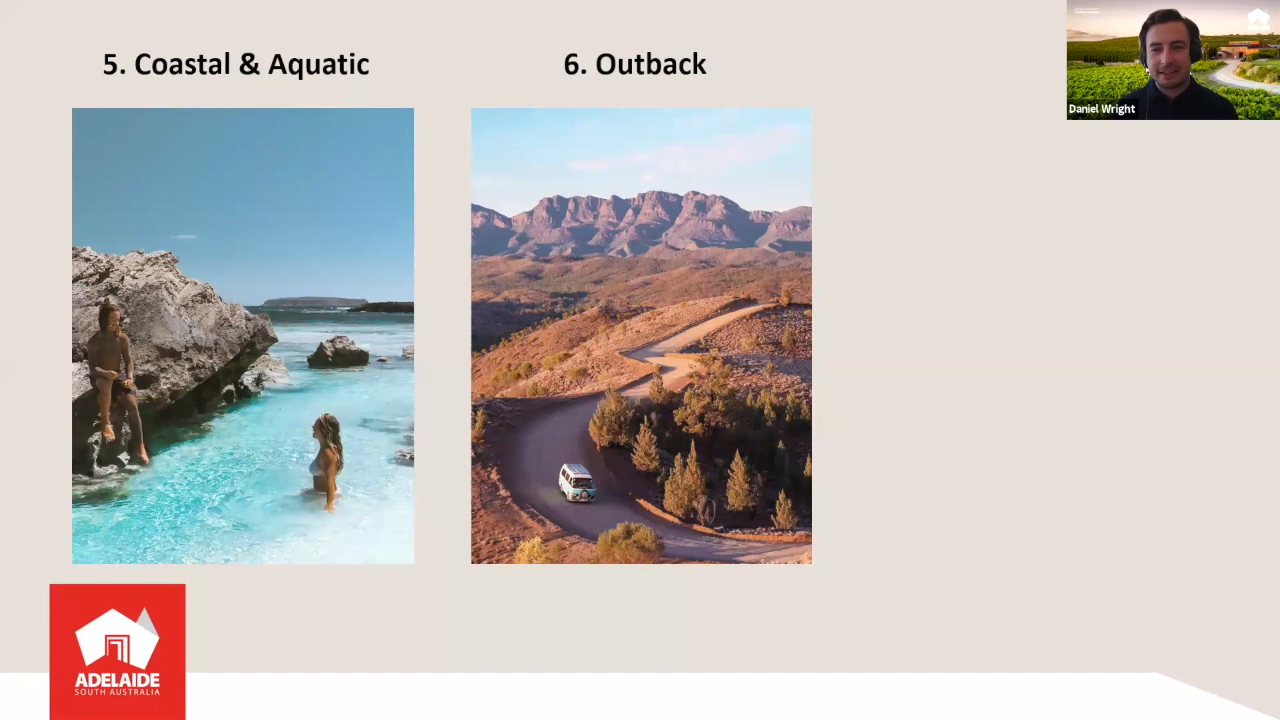 5. Coastal & Aquatic
6. Outback
Daniel Wright
ADELAIDE
SOUTH AUSTRALIA